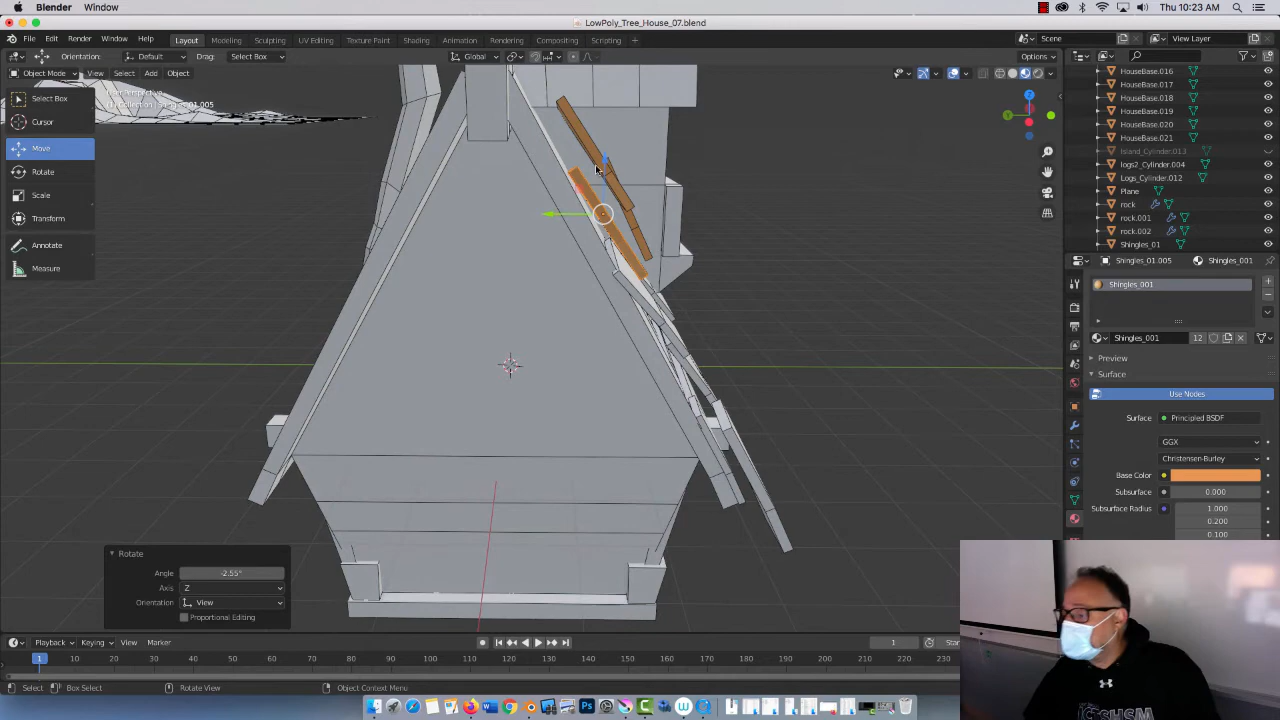 Blender Window
Thu 10:23 AM
LowPoly_Tree_House_07.blend
File Edit Render Window Help
Layout Modeling Sculpting UV Editing Texture Paint Shading Animation Rendering Compositing Scripting +
Scene
View Layer
Orientation: Default Drag: Select Box
Global
Options
Object Mode View Select Add Object
Select Box
Cursor
Move
Rotate
Scale
Transform
Annotate
Measure
Z
Y
HouseBase.016
HouseBase.017
HouseBase.018
HouseBase.019
HouseBase.020
HouseBase.021
Island_Cylinder.013
logs2_Cylinder.004
Logs_Cylinder.012
Plane
rock
rock.001
rock.002
Shingles_01
Shingles_01.005 Shingles_001
Shingles_001
Shingles_001 12
Preview
Surface
Use Nodes
Surface Principled BSDF
GGX
Christensen-Burley
Base Color
Subsurface 0.000
Subsurface Radius 1.000
0.200
0.100
Rotate
Angle -2.55°
Axis Z
Orientation View
Proportional Editing
Playback Keying View Marker
1
Star
1 10 20 30 40 50 60 70 80 90 100 110 120 130 140 150 160 170 180 190 200 210 220 230
Select Box Select Rotate View Object Context Menu